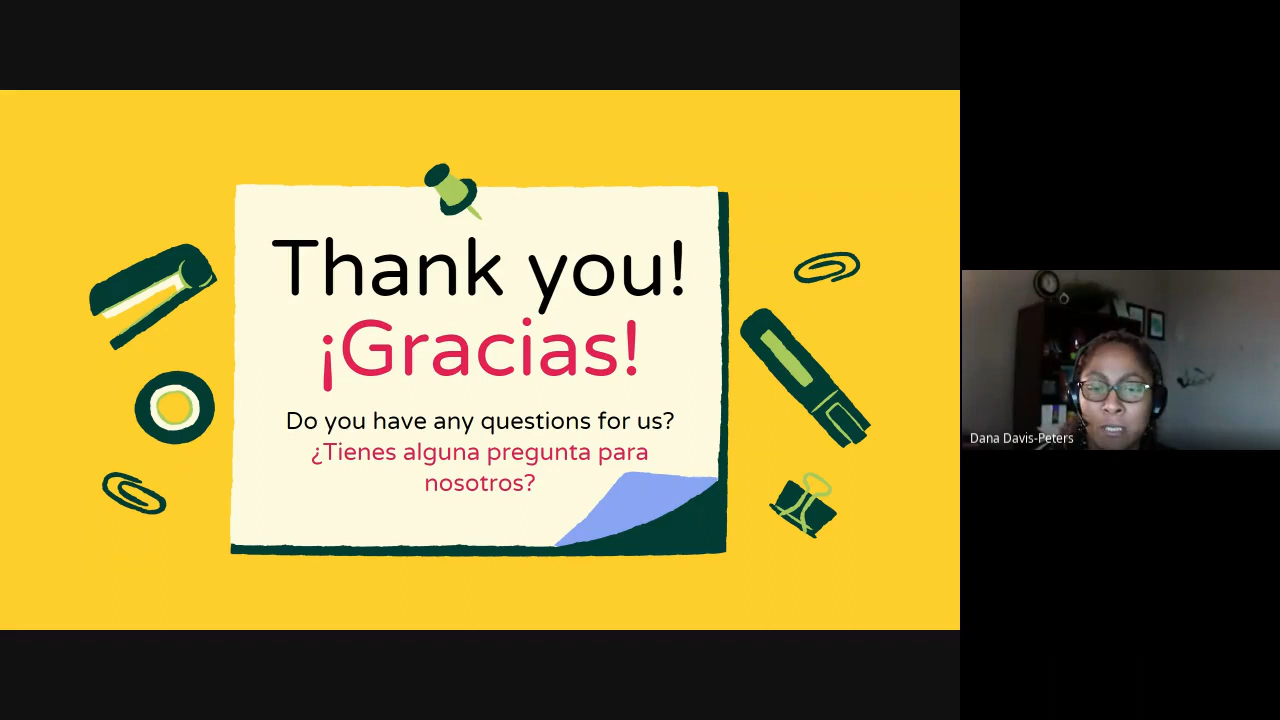 Thank you!
¡Gracias!
Do you have any questions for us?
¿Tienes alguna pregunta para
nosotros?
Dana Davis-Peters